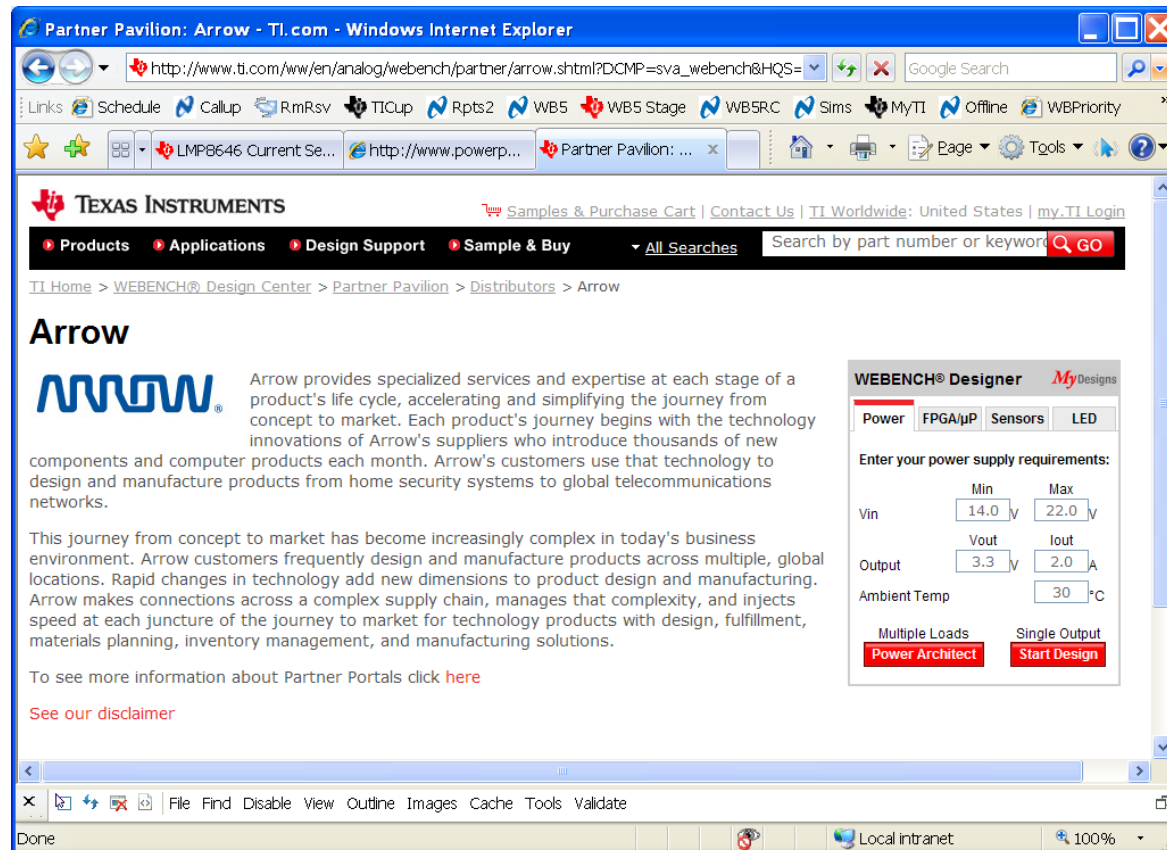 Partner Pavilion: Arrow - TI.com - Windows Internet Explorer
http://www.ti.com/ww/en/analog/webench/partner/arrow.shtml?DCMP=sva_webench&HQS=
Google Search
Links Schedule Callup RmRsv TICup Rpts2 WB5 WB5 Stage WB5RC Sims MyTI Offline WBPriority »
LMP8646 Current Se... http://www.powerp... Partner Pavilion: ... x Page Tools »
TEXAS INSTRUMENTS
Samples & Purchase Cart | Contact Us | TI Worldwide: United States | my.TI Login
Products Applications Design Support Sample & Buy All Searches Search by part number or keyword GO
TI Home > WEBENCH® Design Center > Partner Pavilion > Distributors > Arrow
Arrow
ARROW®
Arrow provides specialized services and expertise at each stage of a
product's life cycle, accelerating and simplifying the journey from
concept to market. Each product's journey begins with the technology
innovations of Arrow's suppliers who introduce thousands of new
components and computer products each month. Arrow's customers use that technology to
design and manufacture products from home security systems to global telecommunications
networks.
This journey from concept to market has become increasingly complex in today's business
environment. Arrow customers frequently design and manufacture products across multiple, global
locations. Rapid changes in technology add new dimensions to product design and manufacturing.
Arrow makes connections across a complex supply chain, manages that complexity, and injects
speed at each juncture of the journey to market for technology products with design, fulfillment,
materials planning, inventory management, and manufacturing solutions.
To see more information about Partner Portals click here
See our disclaimer
WEBENCH® Designer My Designs
Power FPGA/µP Sensors LED
Enter your power supply requirements:
Min Max
Vin 14.0 V 22.0 V
Vout Iout
Output 3.3 V 2.0 A
Ambient Temp 30 °C
Multiple Loads Single Output
Power Architect Start Design
File Find Disable View Outline Images Cache Tools Validate
Done Local intranet 100%